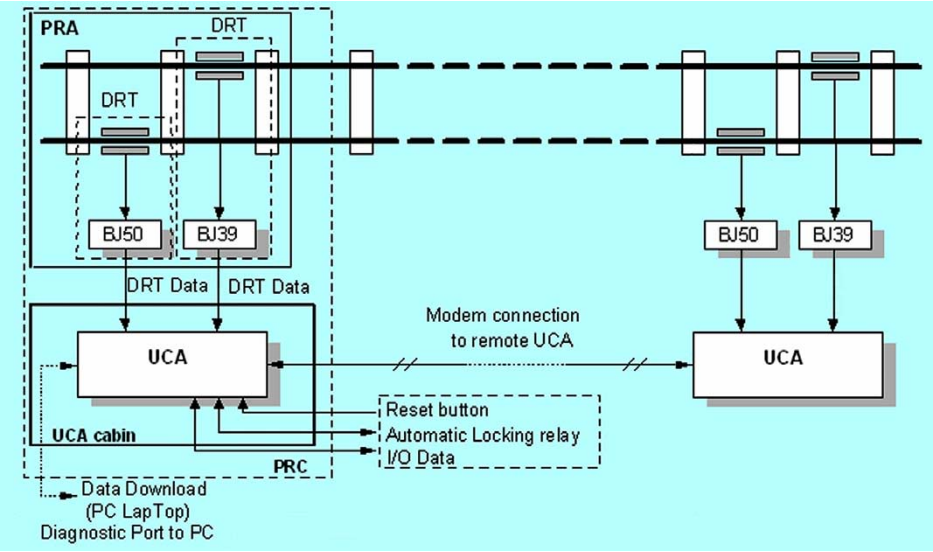 PRA
DRT
DRT
BJ50
BJ39
BJ50
BJ39
DRT Data
DRT Data
Modem connection
to remote UCA
UCA
UCA
Reset button
Automatic Locking relay
I/O Data
UCA cabin
PRC
Data Download
(PC LapTop)
Diagnostic Port to PC